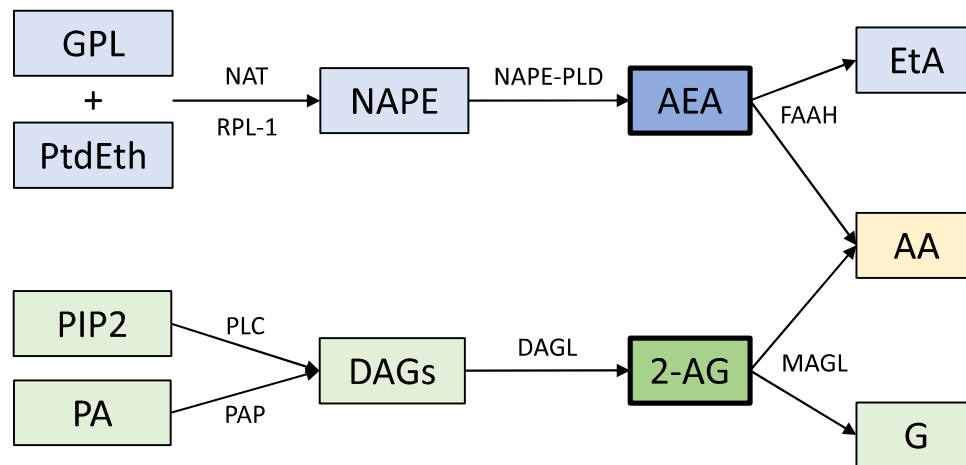 GPL
+
PtdEth
NAT
RPL-1
NAPE
NAPE-PLD
AEA
FAAH
EtA
AA
PIP2
PA
PLC
PAP
DAGs
DAGL
2-AG
MAGL
G